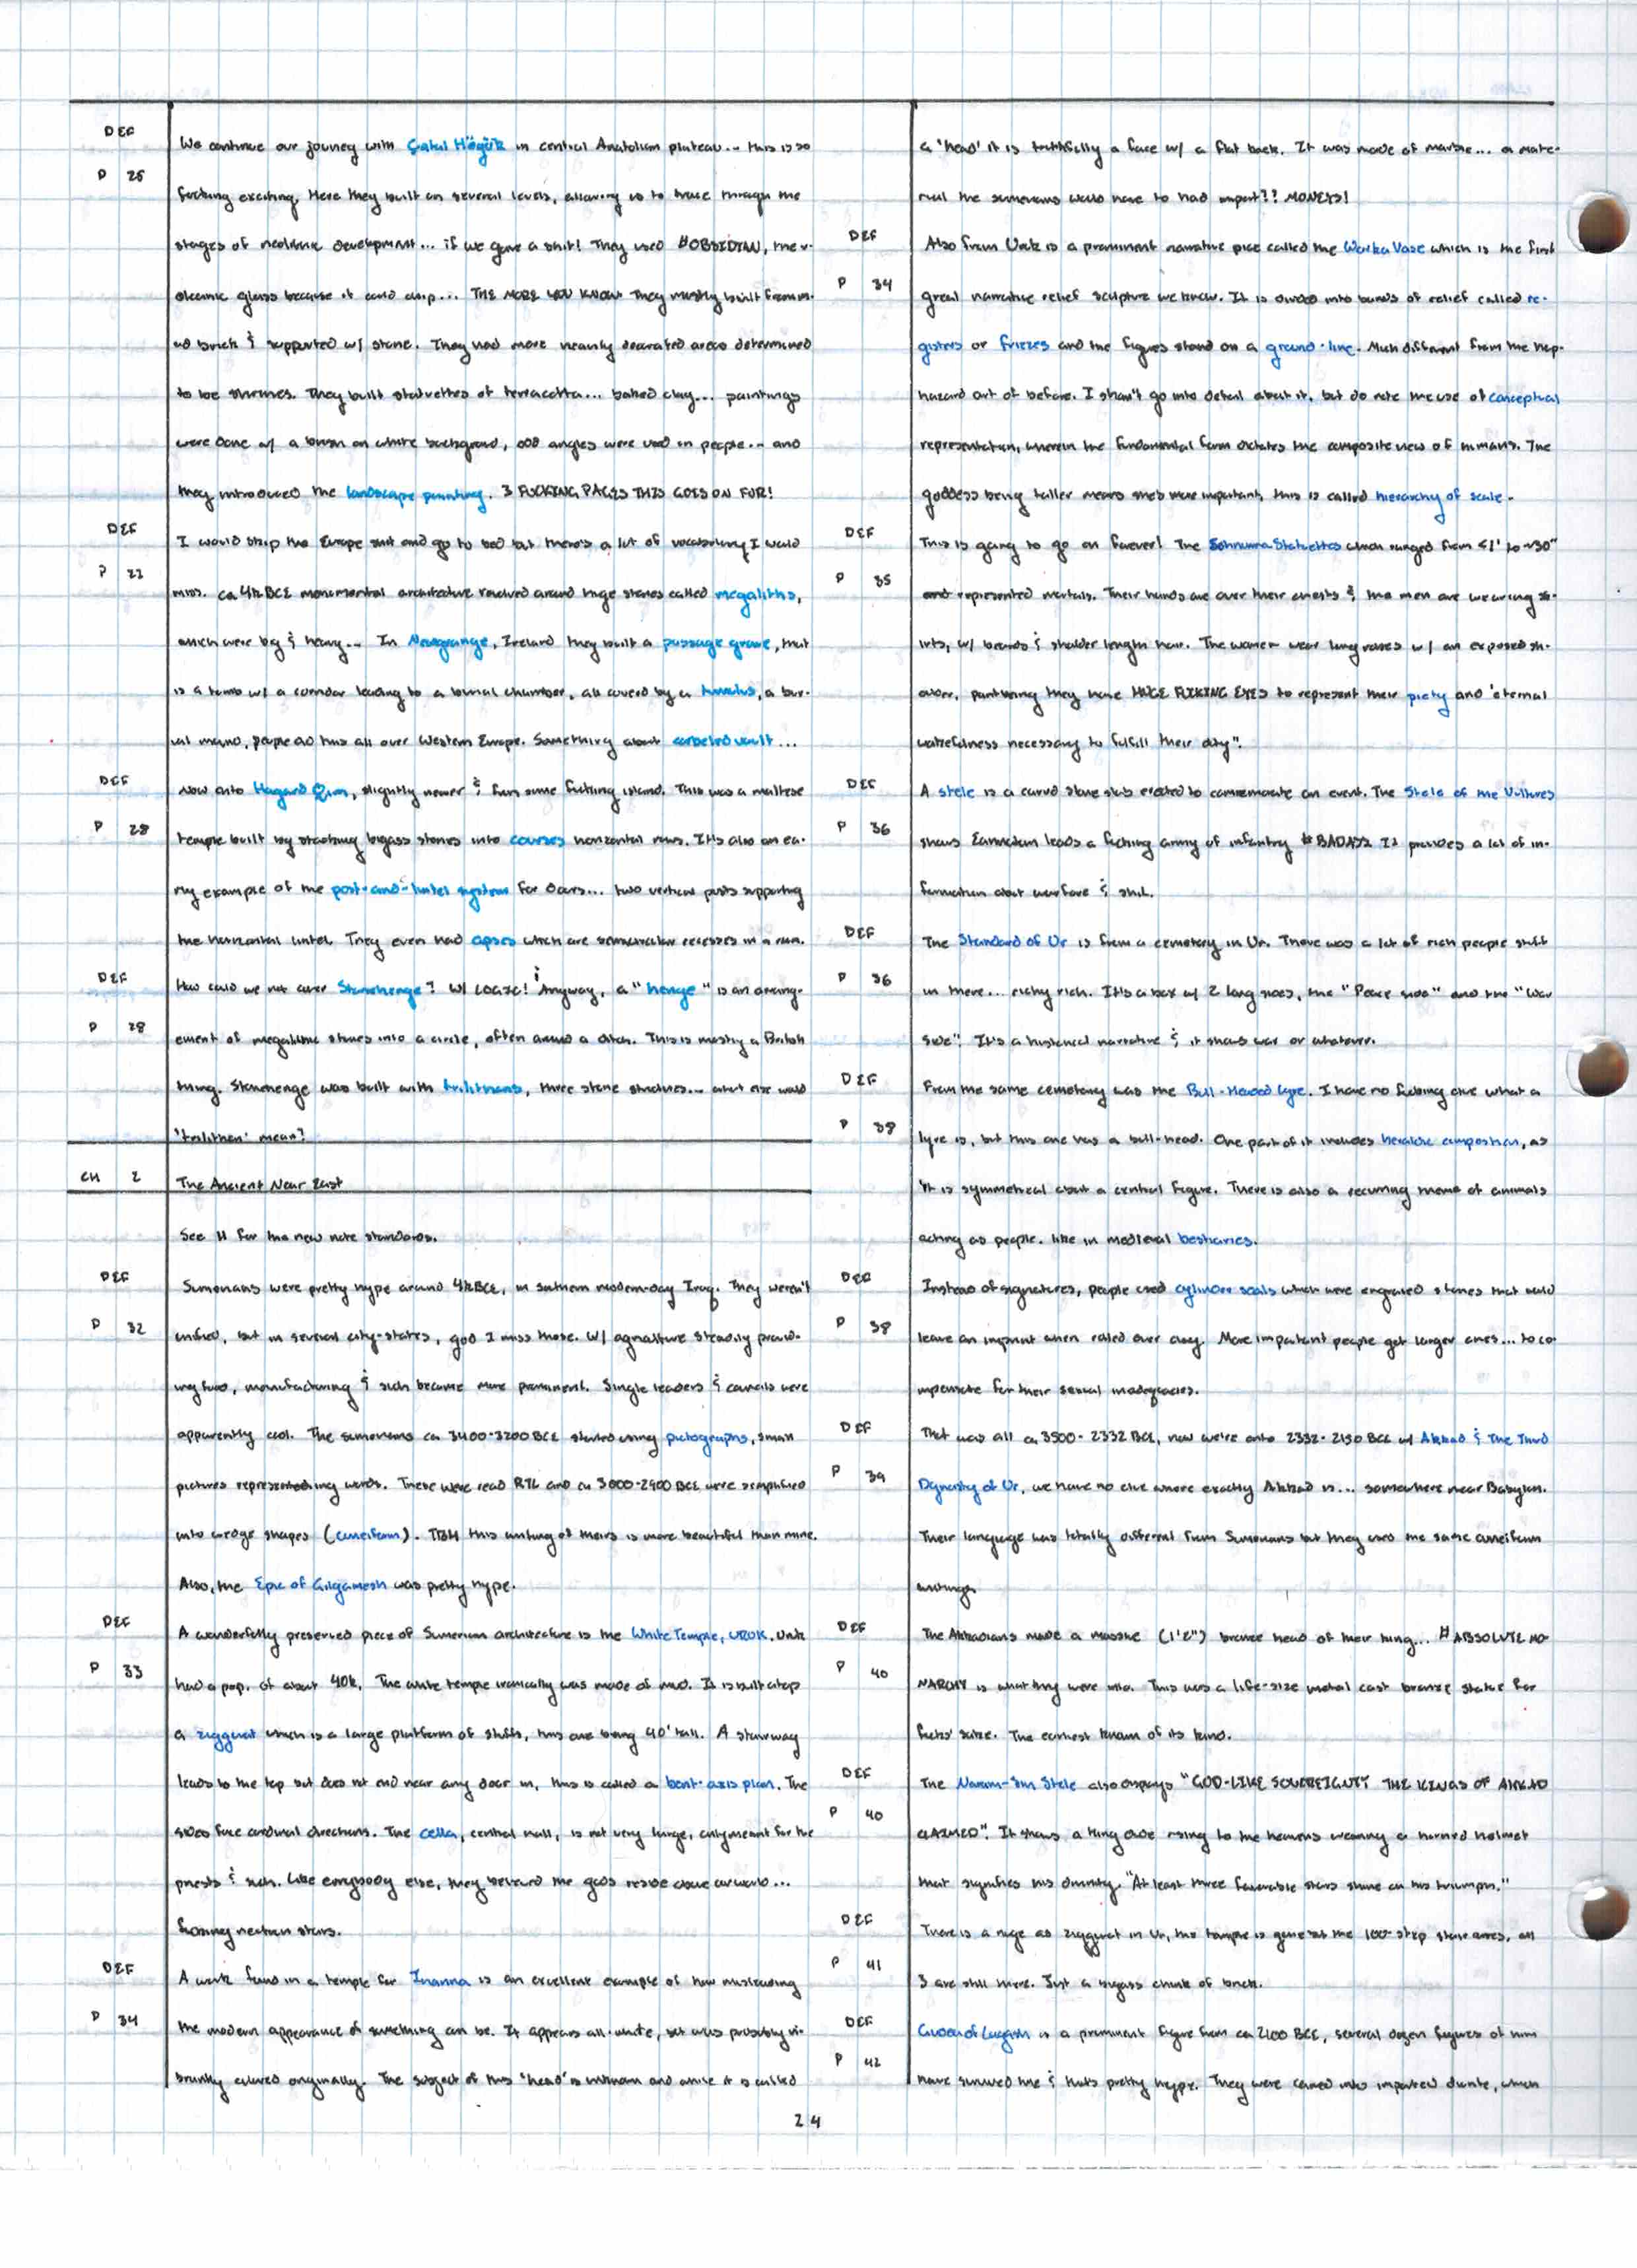 DEF
P 25
We continue our journey with Çatal Höyük in central Anatolian plateau... this is so
fucking exciting. Here they built on several levels, allowing us to trace through the
stages of neolithic development... if we gave a shit! They used #OBSIDIAN, the v-
olcanic glass because it could chip... THE MORE YOU KNOW. They mostly built from m-
ud brick & supported w/ stone. They had more heavily decorated areas determined
to be shrines. They built statuettes of terracotta... baked clay... paintings
were done w/ a brush on white background, odd angles were used in people... and
they introduced the landscape painting. 3 FUCKING PAGES THIS GOES ON FOR!
DEF
P 27
I would skip the Europe shit and go to bed but there's a lot of vocabulary I would
miss. ca 4k BCE monumental architecture revolved around huge stones called megaliths,
which were big & heavy... In Newgrange, Ireland they built a passage grave, that
is a tomb w/ a corridor leading to a burial chamber, all covered by a tumulus, a bur-
ial mound, people do this all over Western Europe. Something about corbeled vault...
DEF
P 28
Now onto Hagard Qim, slightly newer & from some fucking island. This was a maltese
temple built by stacking bigass stones into courses horizontal rows. It's also an ea-
rly example of the post-and-lintel system for doors... two vertical posts supporting
the horizontal lintel. They even had apses which are semicircular recesses in a room.
DEF
P 28
How could we not cover Stonehenge? W/ LOGIC! Anyway, a "henge" is an arrang-
ement of megalithic stones into a circle, often around a ditch. This is mostly a British
thing. Stonehenge was built with trilithons, three stone structures... what else would
'trilithon' mean?
CH 2 The Ancient Near East
See 11 for the new note standards.
DEF
P 32
Sumerians were pretty hype around 4k BCE, in southern modern-day Iraq. They weren't
unified, but in several city-states, god I miss those. W/ agriculture steadily provid-
ing food, manufacturing & such became more prominent. Single leaders & councils were
apparently cool. The sumerians ca 3400-3200 BCE started using pictographs, small
pictures representing words. These were read RTL and ca 3000-2900 BCE were simplified
into wedge shapes (cuneiform). TBH this writing of theirs is more beautiful than mine.
Also, the Epic of Gilgamesh was pretty hype.
DEF
P 33
A wonderfully preserved piece of Sumerian architecture is the White Temple, URUK. Uruk
had a pop. of about 40k. The white temple ironically was made of mud. It is built atop
a ziggurat which is a large platform of shifts, this one being 40' tall. A stairway
leads to the top but does not end near any door in, this is called a bent-axis plan. The
sides face cardinal directions. The cella, central hall, is not very large, only meant for the
priests & such. Like everybody else, they believed the gods reside above our world...
fucking neutron stars.
DEF
P 34
A work found in a temple for Inanna is an excellent example of how misleading
the modern appearance of something can be. It appears all-white, but was probably vi-
brantly colored originally. The subject of this 'head' is unknown and while it is called
a 'head' it is truthfully a face w/ a flat back. It was made of marble... a mate-
rial the sumerians would have to had import?? MONEYS!
DEF
P 34
Also from Uruk is a prominent narrative piece called the Warka Vase which is the first
great narrative relief sculpture we know. It is divided into bands of relief called re-
gisters or friezes and the figures stand on a ground-line. Much different from the hap-
hazard art of before. I shan't go into detail about it, but do note the use of conceptual
representation, wherein the fundamental form dictates the composite view of humans. The
goddess being taller means she's more important, this is called hierarchy of scale.
DEF
P 35
This is going to go on forever! The Eshnunna Statuettes which ranged from <1' to ~30"
and represented mortals. Their hands are over their chests & the men are wearing sk-
irts, w/ beards & shoulder length hair. The women wear long robes w/ an exposed sh-
oulder, pantwing they have HUGE FUCKING EYES to represent their piety and 'eternal
wakefulness necessary to fulfill their duty".
DEF
P 36
A stele is a carved stone slab erected to commemorate an event. The Stele of the Vultures
shows Eannatum leads a fucking army of infantry #BADASS It provides a lot of in-
formation about warfare & shit.
DEF
P 36
The Standard of Ur is from a cemetery in Ur. There was a lot of rich people stuff
in there... richy rich. It's a box w/ 2 long sides, the "Peace side" and the "War
side". It's a historical narrative & it shows war or whatever.
DEF
P 38
From the same cemetery was the Bull-Headed Lyre. I have no fucking clue what a
lyre is, but this one has a bull-head. One part of it includes heraldic composition, as
it is symmetrical about a central figure. There is also a recurring theme of animals
acting as people. like in medieval bestiaries.
DEF
P 38
Instead of signatures, people used cylinder seals which were engraved stones that could
leave an imprint when rolled over clay. More important people get larger ones... to co-
mpensate for their sexual inadequacies.
DEF
P 39
That was all ca 3500-2332 BCE, now we're onto 2332-2150 BCE w/ Akkad & The Third
Dynasty of Ur, we have no clue where exactly Akkad is... somewhere near Babylon.
Their language was totally different from Sumerians but they used the same cuneiform
writing.
DEF
P 40
The Akkadians made a massive (1'2") bronze head of their king... #ABSOLUTE MO-
NARCHY is what they were into. This was a life-size metal cast bronze statue for
fucks' sake. The earliest known of its kind.
DEF
P 40
The Naram-Sin Stele also displays "GOD-LIKE SOVEREIGNTY THE KINGS OF AKKAD
CLAIMED". It shows a king dude rising to the heavens wearing a horned helmet
that signifies his divinity. "At least three favorable stars shine on his triumph."
DEF
P 41
There is a huge ass ziggurat in Ur, the temple is gone but the 100-step staircases, all
3 are still there. Just a bigass chunk of brick.
DEF
P 42
Gudea of Lagash is a prominent figure from ca 2100 BCE, several dozen figures of him
have survived time & that's pretty hype. They were carved into imported diorite, which
24